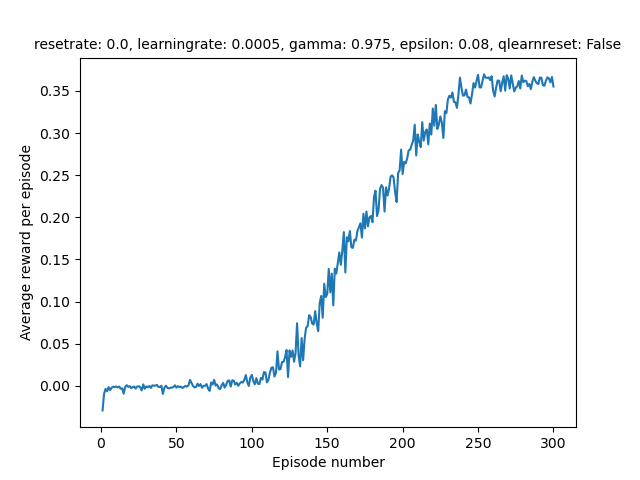 resetrate: 0.0, learningrate: 0.0005, gamma: 0.975, epsilon: 0.08, qlearnreset: False
Average reward per episode
0.35
0.30
0.25
0.20
0.15
0.10
0.05
0.00
0 50 100 150 200 250 300
Episode number